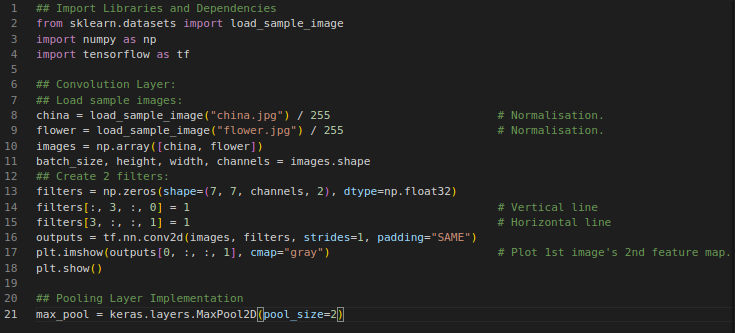 1 ## Import Libraries and Dependencies
2 from sklearn.datasets import load_sample_image
3 import numpy as np
4 import tensorflow as tf
5
6 ## Convolution Layer:
7 ## Load sample images:
8 china = load_sample_image("china.jpg") / 255 # Normalisation.
9 flower = load_sample_image("flower.jpg") / 255 # Normalisation.
10 images = np.array([china, flower])
11 batch_size, height, width, channels = images.shape
12 ## Create 2 filters:
13 filters = np.zeros(shape=(7, 7, channels, 2), dtype=np.float32)
14 filters[:, 3, :, 0] = 1 # Vertical line
15 filters[3, :, :, 1] = 1 # Horizontal line
16 outputs = tf.nn.conv2d(images, filters, strides=1, padding="SAME")
17 plt.imshow(outputs[0, :, :, 1], cmap="gray") # Plot 1st image's 2nd feature map.
18 plt.show()
19
20 ## Pooling Layer Implementation
21 max_pool = keras.layers.MaxPool2D(pool_size=2)